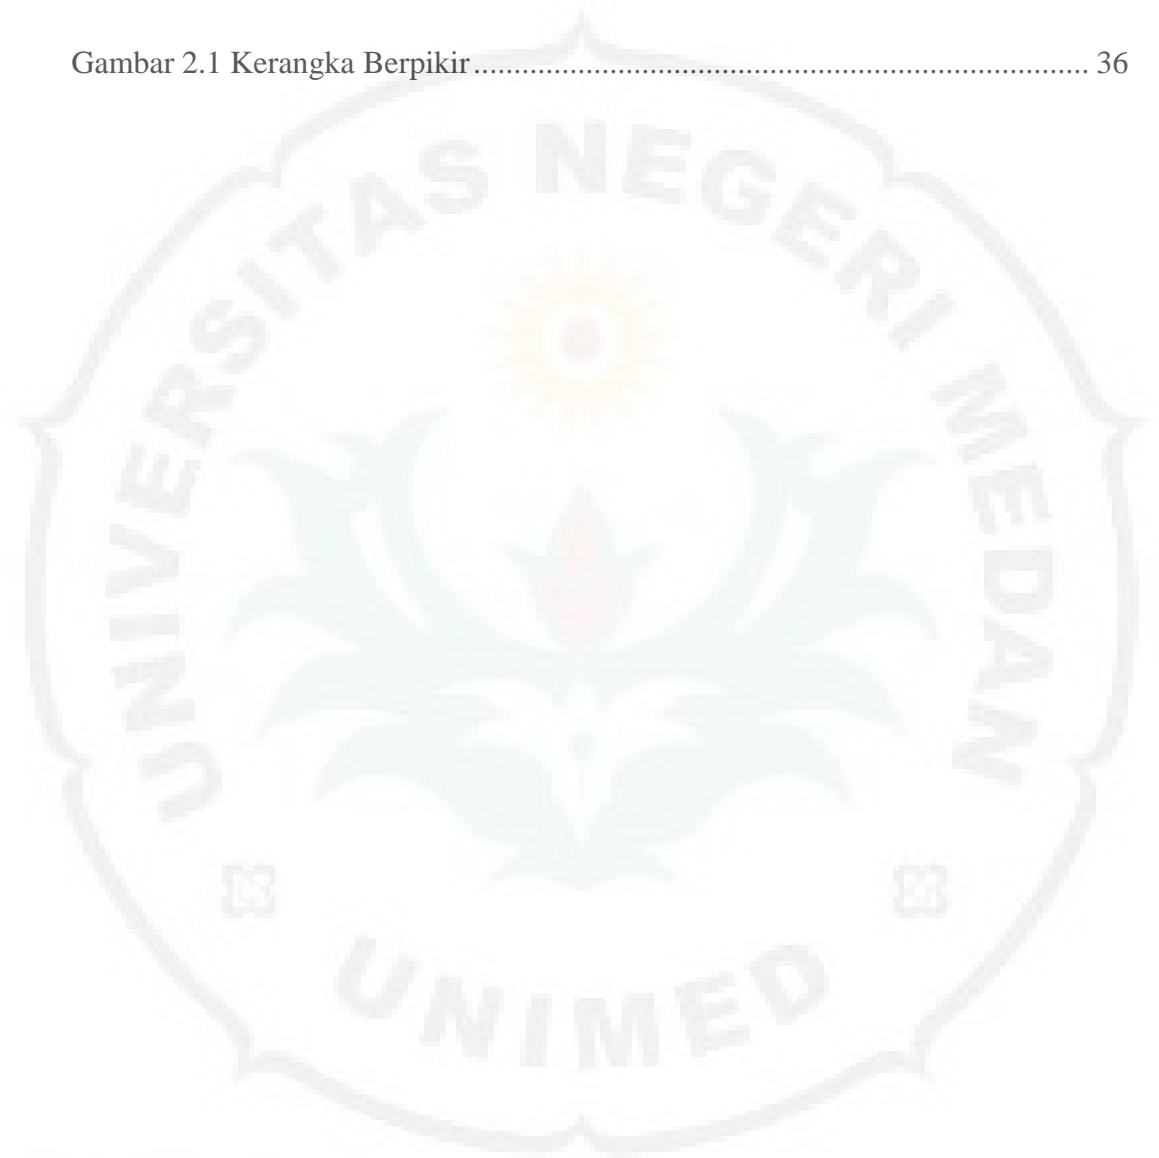 Gambar 2.1 Kerangka Berpikir................................................................................ 36
UNIVERSITAS NEGERI MEDAN
UNIMED